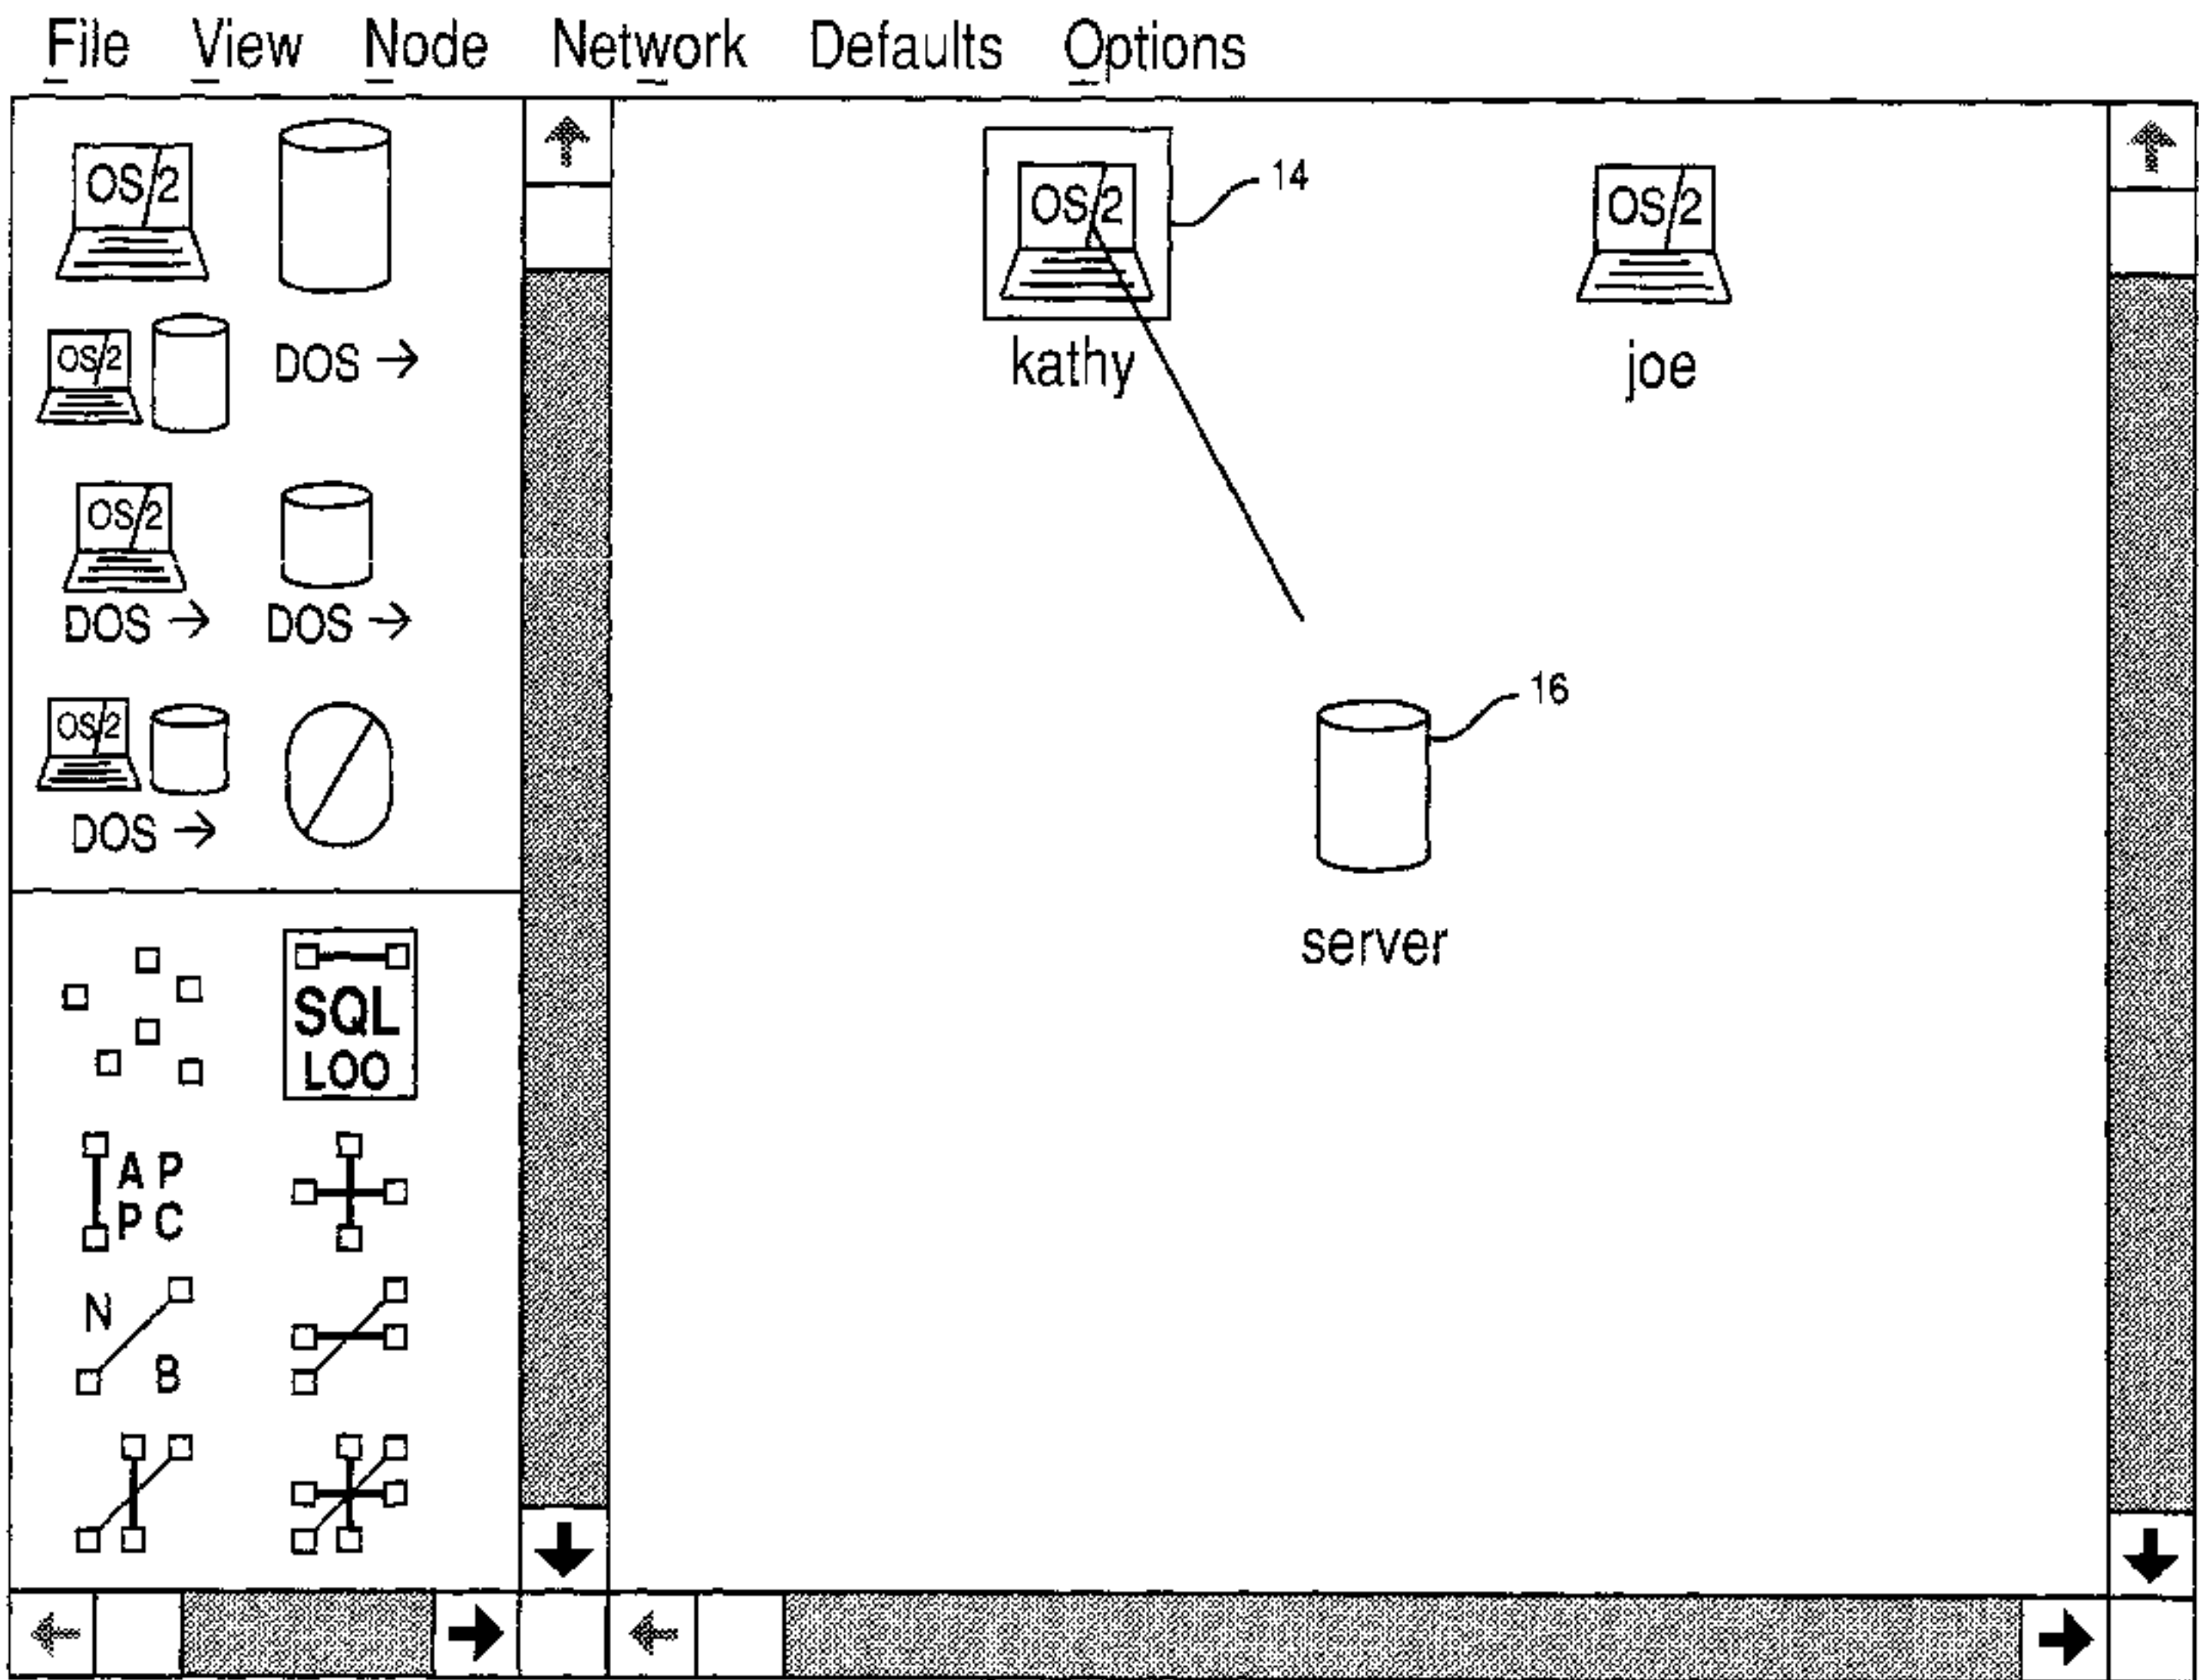 File View Node Network Defaults Options
OS/2
OS/2
DOS →
OS/2
DOS →
DOS →
OS/2
DOS →
SQL
LOO
A P
P C
N
B
OS/2
14
kathy
OS/2
joe
16
server